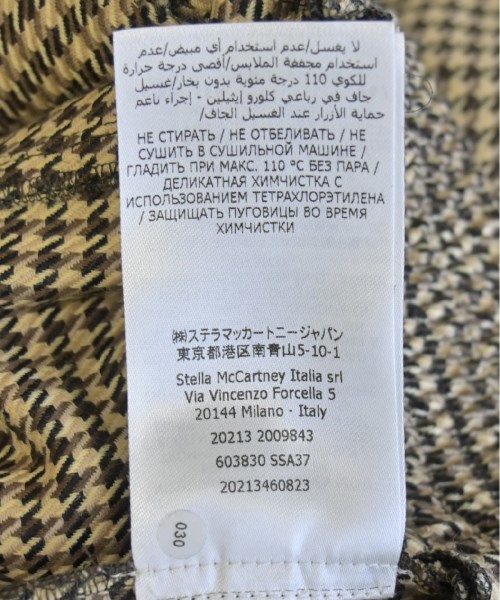 لا يغسل/عدم استخدام أي مبيض/عدم
استخدام مجففة الملابس/أقصى درجة حرارة
للكوي 110 درجة مئوية بدون بخار/غسيل
جاف في رباعي كلورو إيثيلين - إجراء ناعم
/حماية الأزرار عند الغسيل الجاف
НЕ СТИРАТЬ / НЕ ОТБЕЛИВАТЬ / НЕ
СУШИТЬ В СУШИЛЬНОЙ МАШИНЕ /
ГЛАДИТЬ ПРИ МАКС. 110 °C БЕЗ ПАРА /
ДЕЛИКАТНАЯ ХИМЧИСТКА С
ИСПОЛЬЗОВАНИЕМ ТЕТРАХЛОРЭТИЛЕНА
/ ЗАЩИЩАТЬ ПУГОВИЦЫ ВО ВРЕМЯ
ХИМЧИСТКИ
㈱ステラマッカートニージャパン
東京都港区南青山5-10-1
Stella McCartney Italia srl
Via Vincenzo Forcella 5
20144 Milano - Italy
20213 2009843
603830 SSA37
20213460823
030